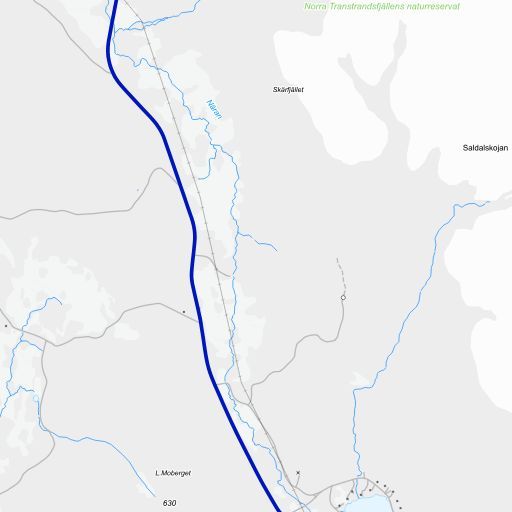 Norra Transtrandsfjällens naturreservat
Skärfjället
Näran
Saldalskojan
L Moberget
630